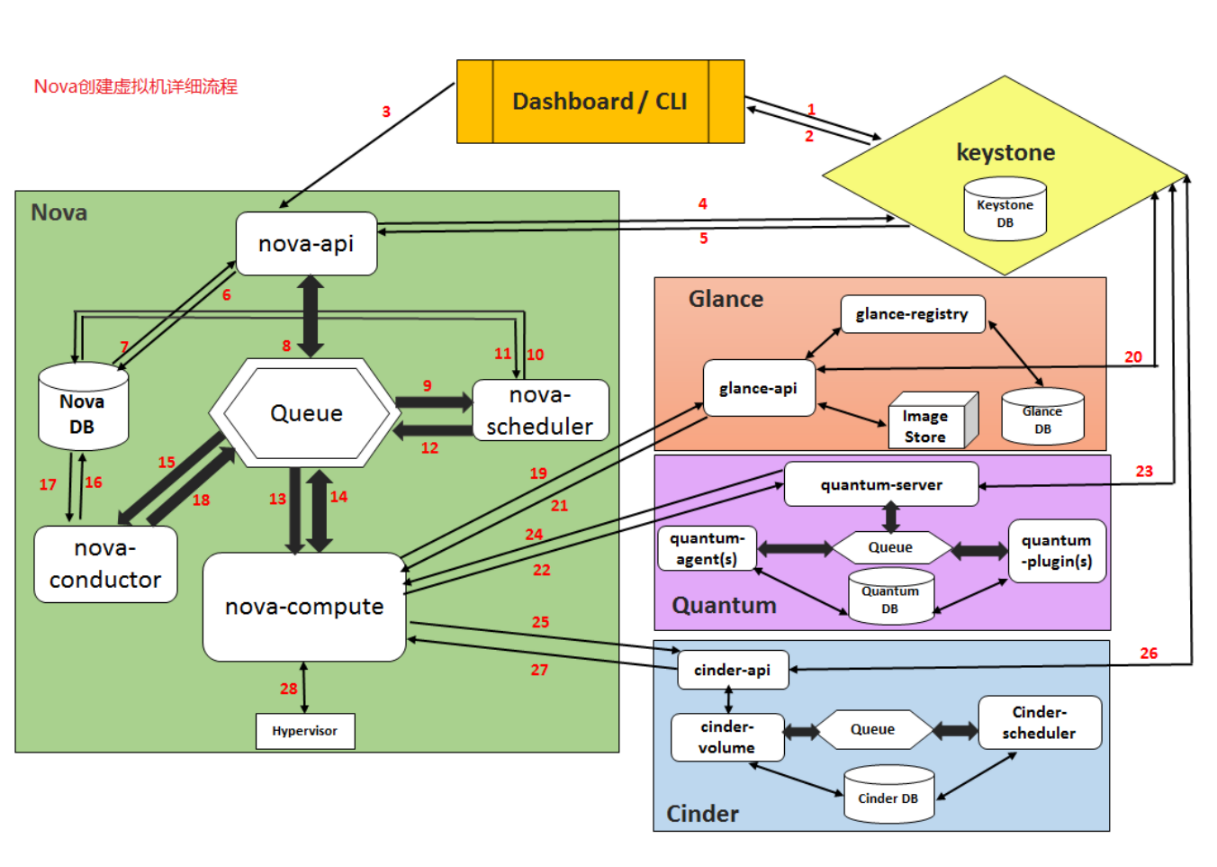 Nova创建虚拟机详细流程
Dashboard / CLI
3
1
2
keystone
Keystone
DB
Nova
nova-api
4
5
6
7
8
11
10
Nova
DB
Queue
9
12
nova-
scheduler
15
18
13
14
17
16
nova-
conductor
nova-compute
28
Hypervisor
19
21
24
22
25
27
Glance
glance-registry
glance-api
Image
Store
Glance
DB
20
quantum-server
23
quantum-
agent(s)
Queue
quantum
-plugin(s)
Quantum
DB
Quantum
cinder-api
26
cinder-
volume
Queue
Cinder-
scheduler
Cinder DB
Cinder